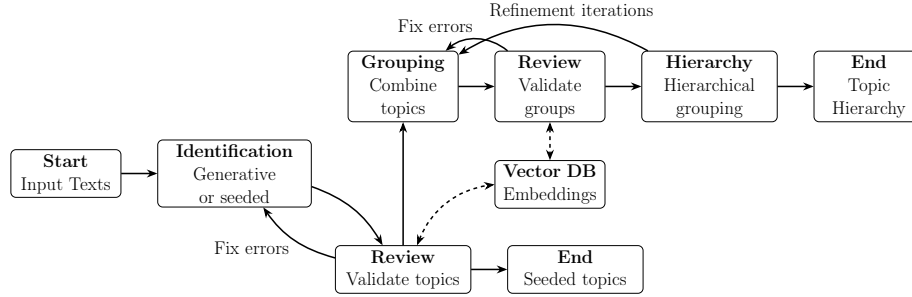 Refinement iterations
Fix errors
Grouping
Combine
topics
Review
Validate
groups
Hierarchy
Hierarchical
grouping
End
Topic
Hierarchy
Start
Input Texts
Identification
Generative
or seeded
Vector DB
Embeddings
Fix errors
Review
Validate topics
End
Seeded topics